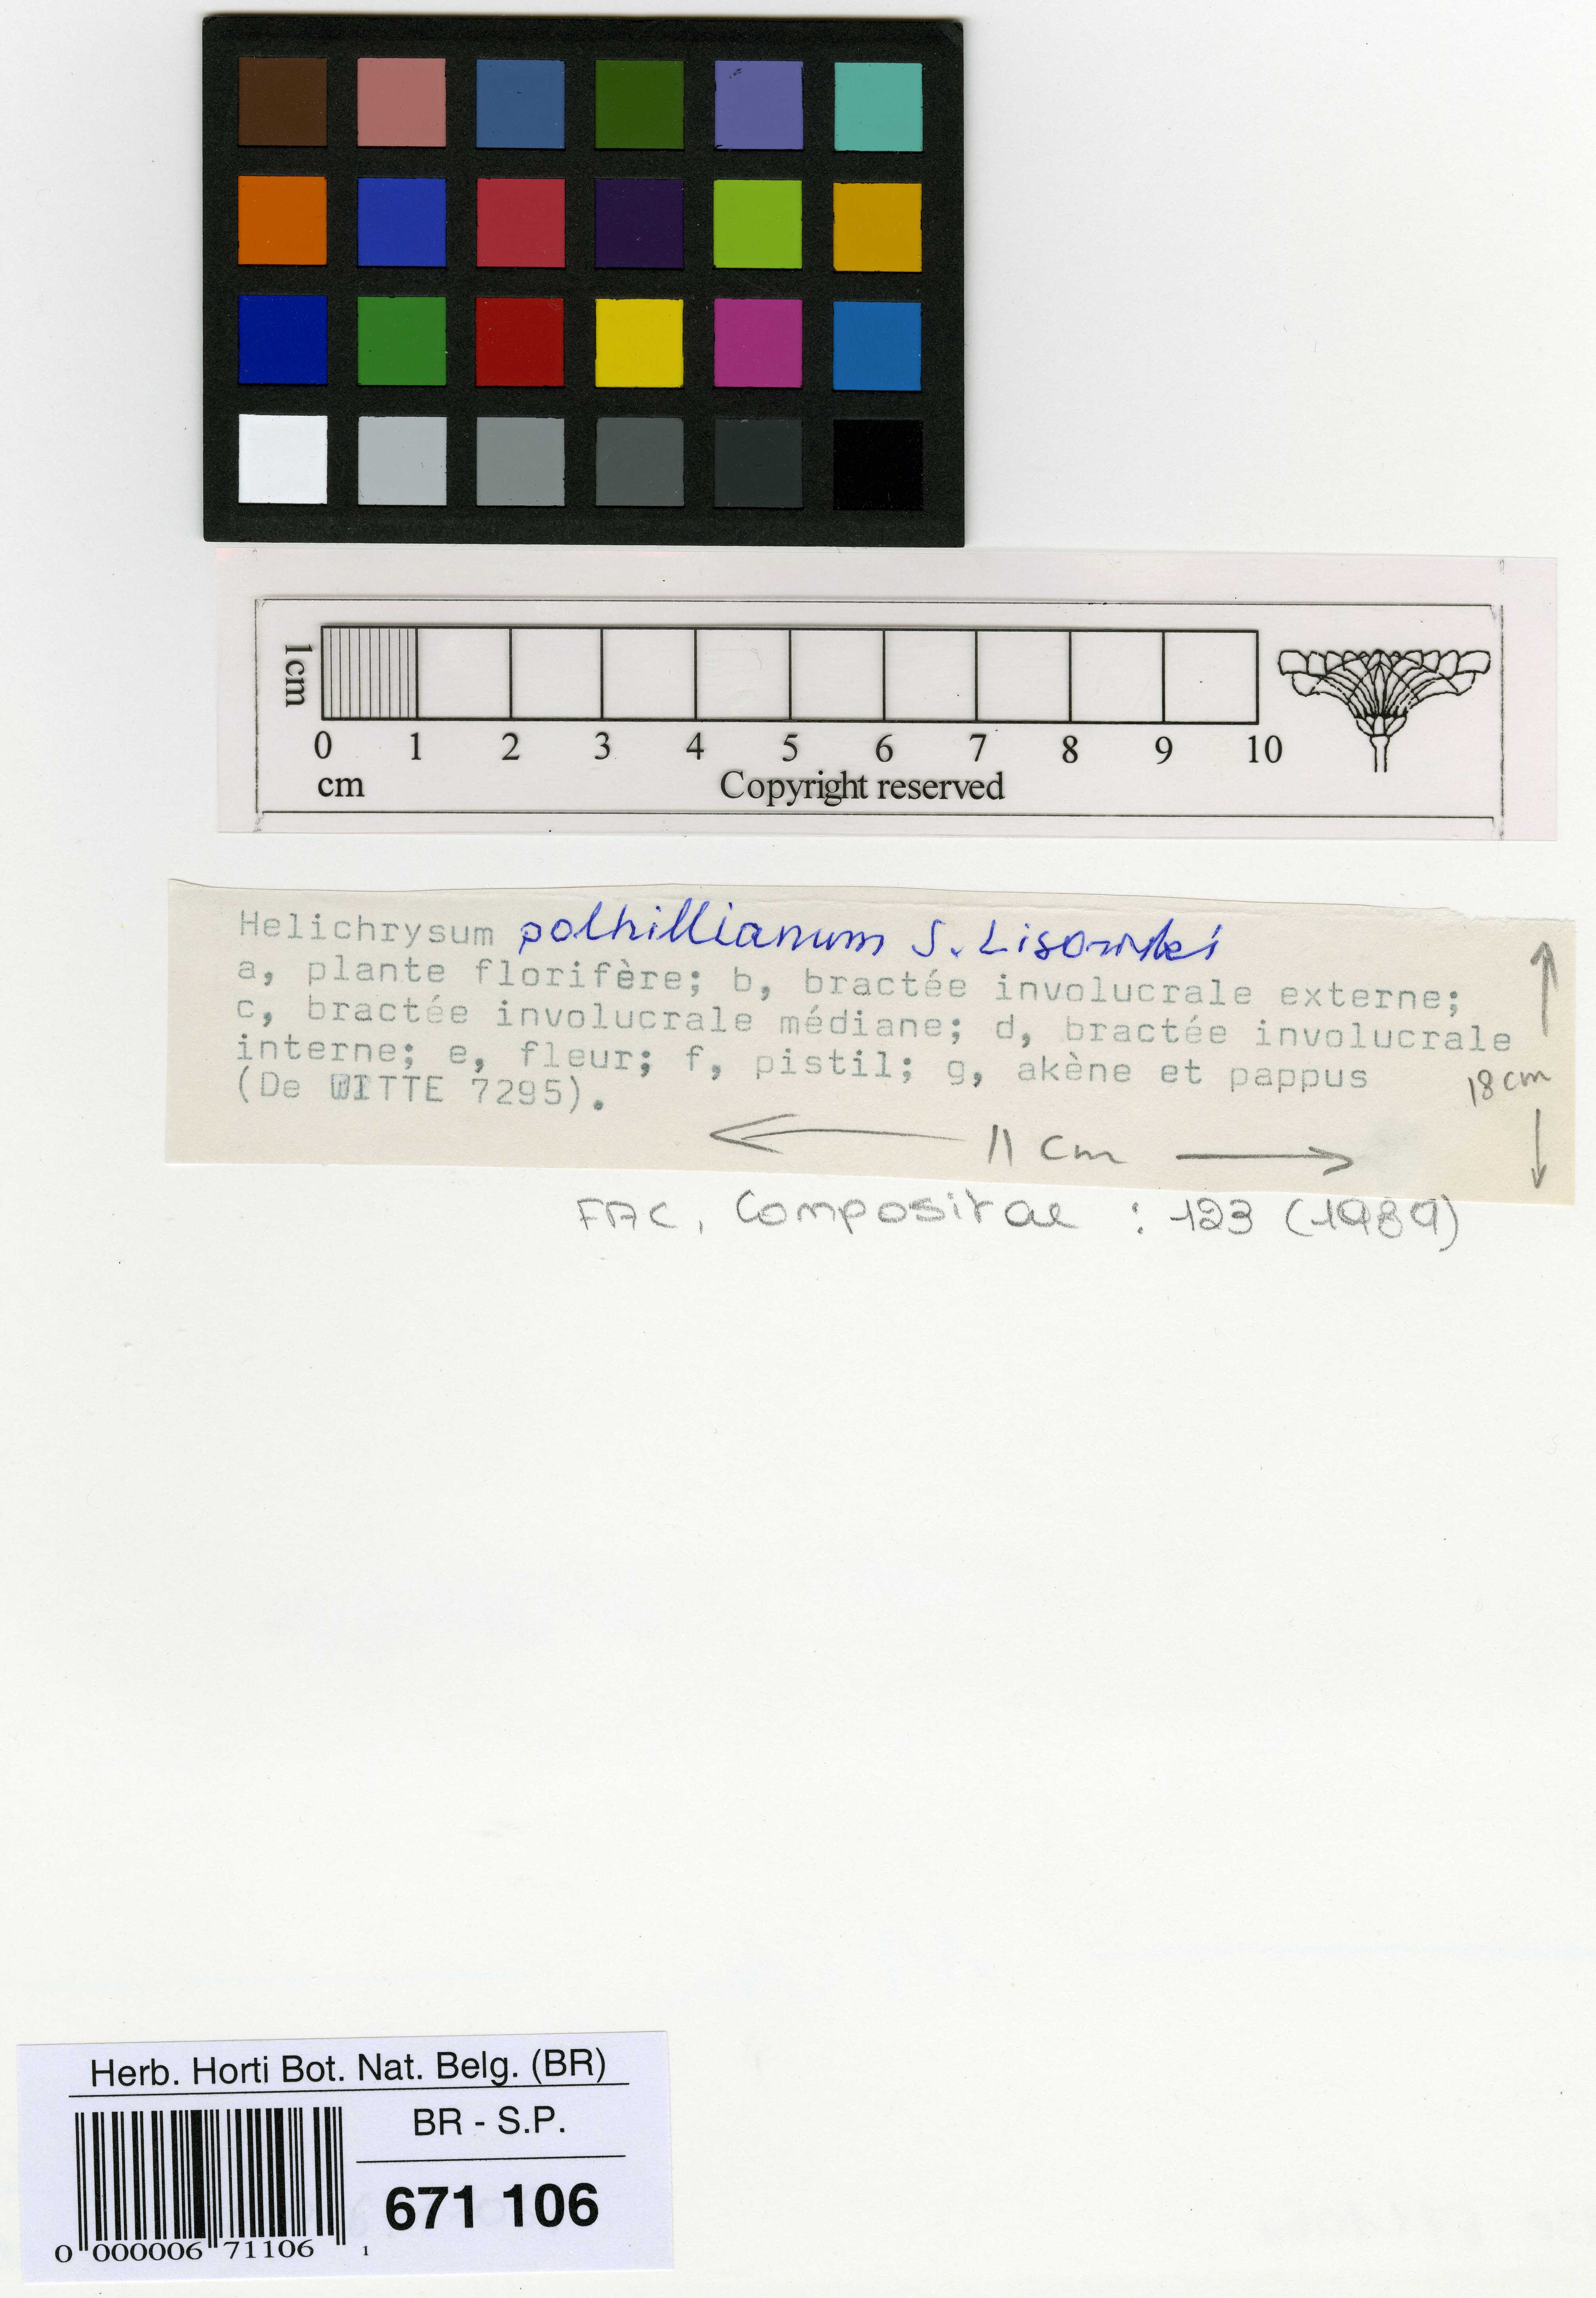 1cm
0 1 2 3 4 5 6 7 8 9 10
cm
Copyright reserved
Helichrysum polhillianum S. Lisowski
a, plante florifère; b, bractée involucrale externe;
c, bractée involucrale médiane; d, bractée involucrale
interne; e, fleur; f, pistil; g, akène et pappus
(De WITTE 7295).
18 cm
11 cm
FAC, Compositae : 123 (1989)
Herb. Horti Bot. Nat. Belg. (BR)
BR - S.P.
671 106
0 000006 71106 1